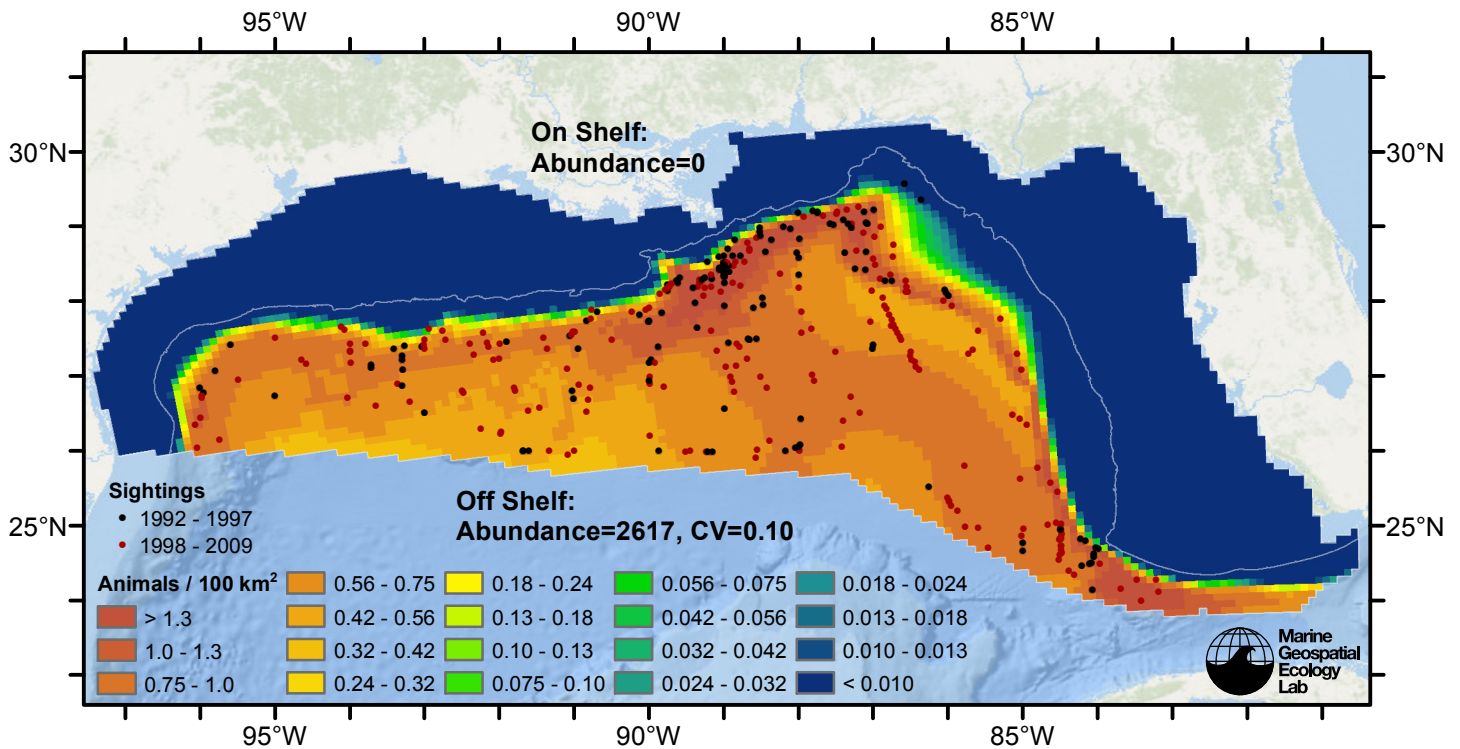 95°W 90°W 85°W
30°N 30°N
On Shelf:
Abundance=0
25°N 25°N
Off Shelf:
Abundance=2617, CV=0.10
Sightings
1992 - 1997
1998 - 2009
Animals / 100 km²
> 1.3
1.0 - 1.3
0.75 - 1.0
0.56 - 0.75
0.42 - 0.56
0.32 - 0.42
0.24 - 0.32
0.18 - 0.24
0.13 - 0.18
0.10 - 0.13
0.075 - 0.10
0.056 - 0.075
0.042 - 0.056
0.032 - 0.042
0.024 - 0.032
0.018 - 0.024
0.013 - 0.018
0.010 - 0.013
< 0.010
Marine
Geospatial
Ecology
Lab
95°W 90°W 85°W